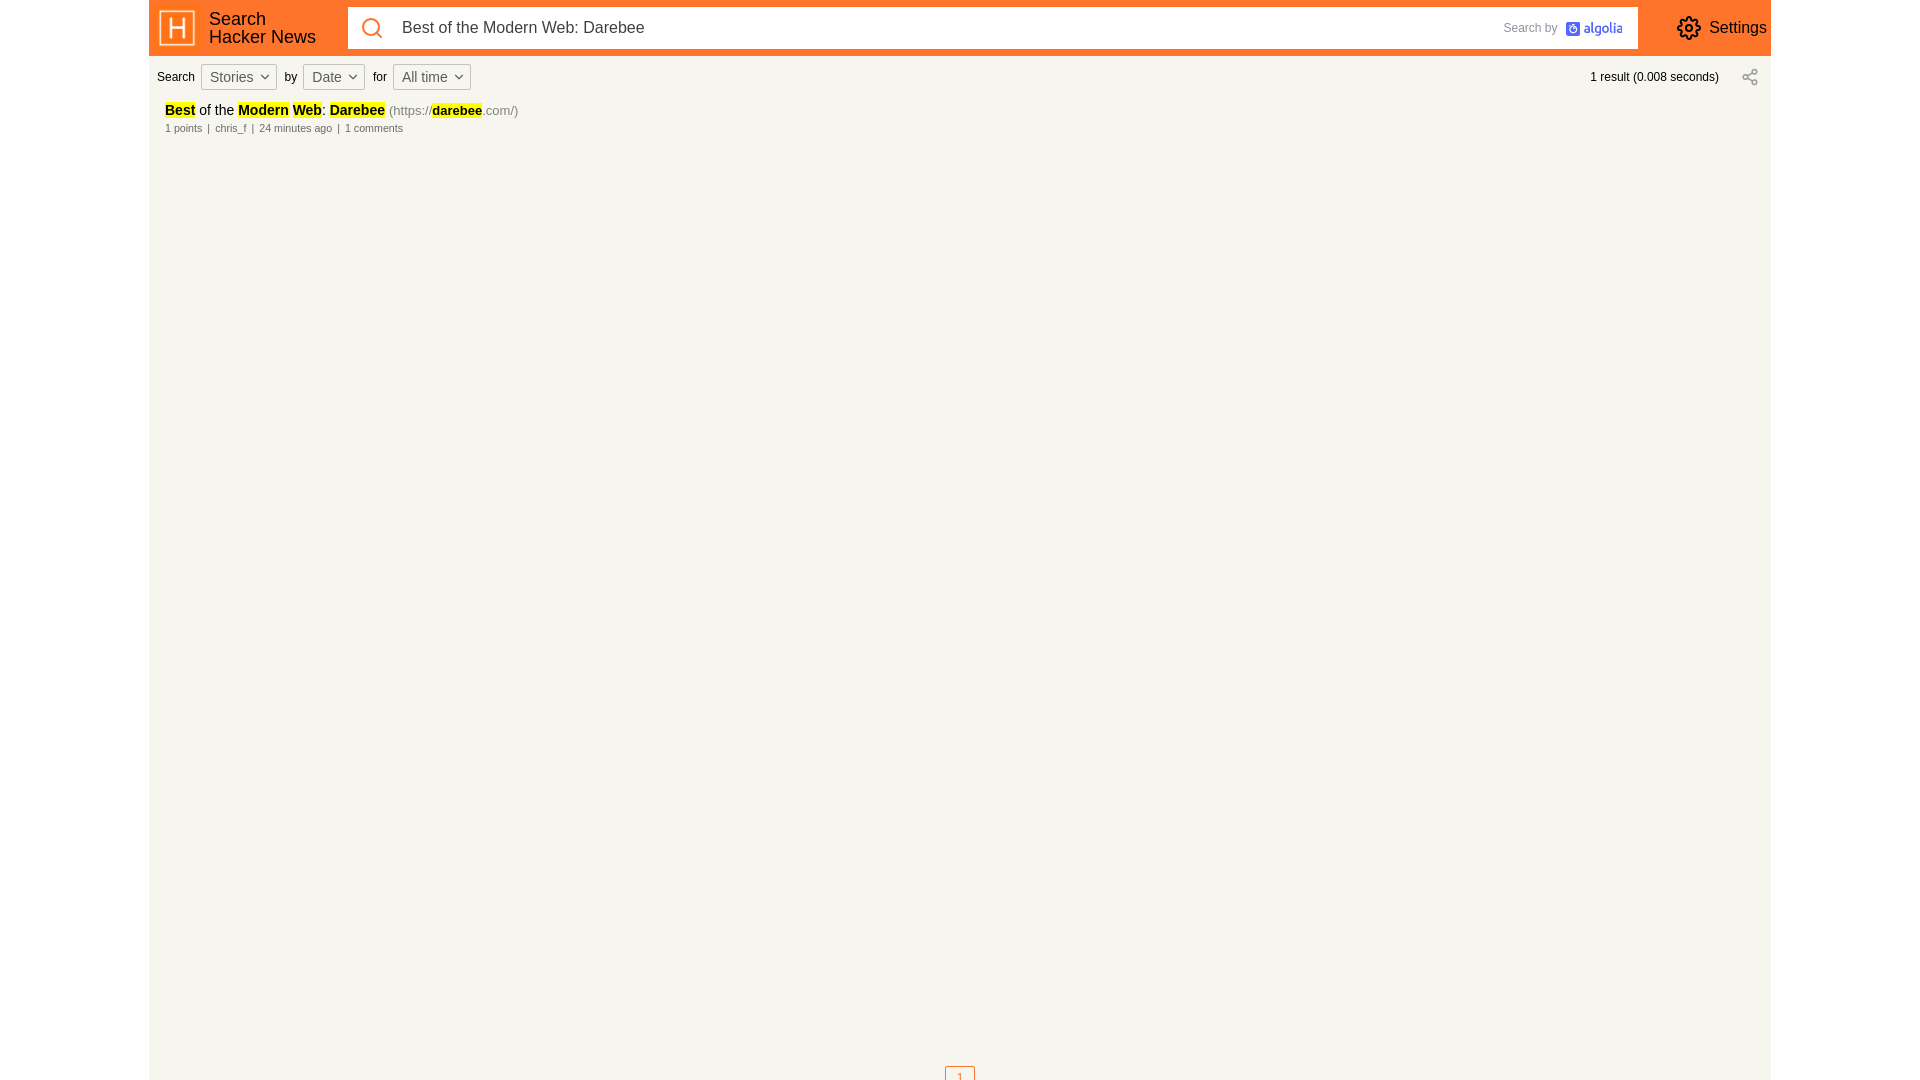 Search
Hacker News
Best of the Modern Web: Darebee
Search by algolia
Settings
Search Stories by Date for All time
1 result (0.008 seconds)
Best of the Modern Web: Darebee (https://darebee.com/)
1 points | chris_f | 24 minutes ago | 1 comments
1